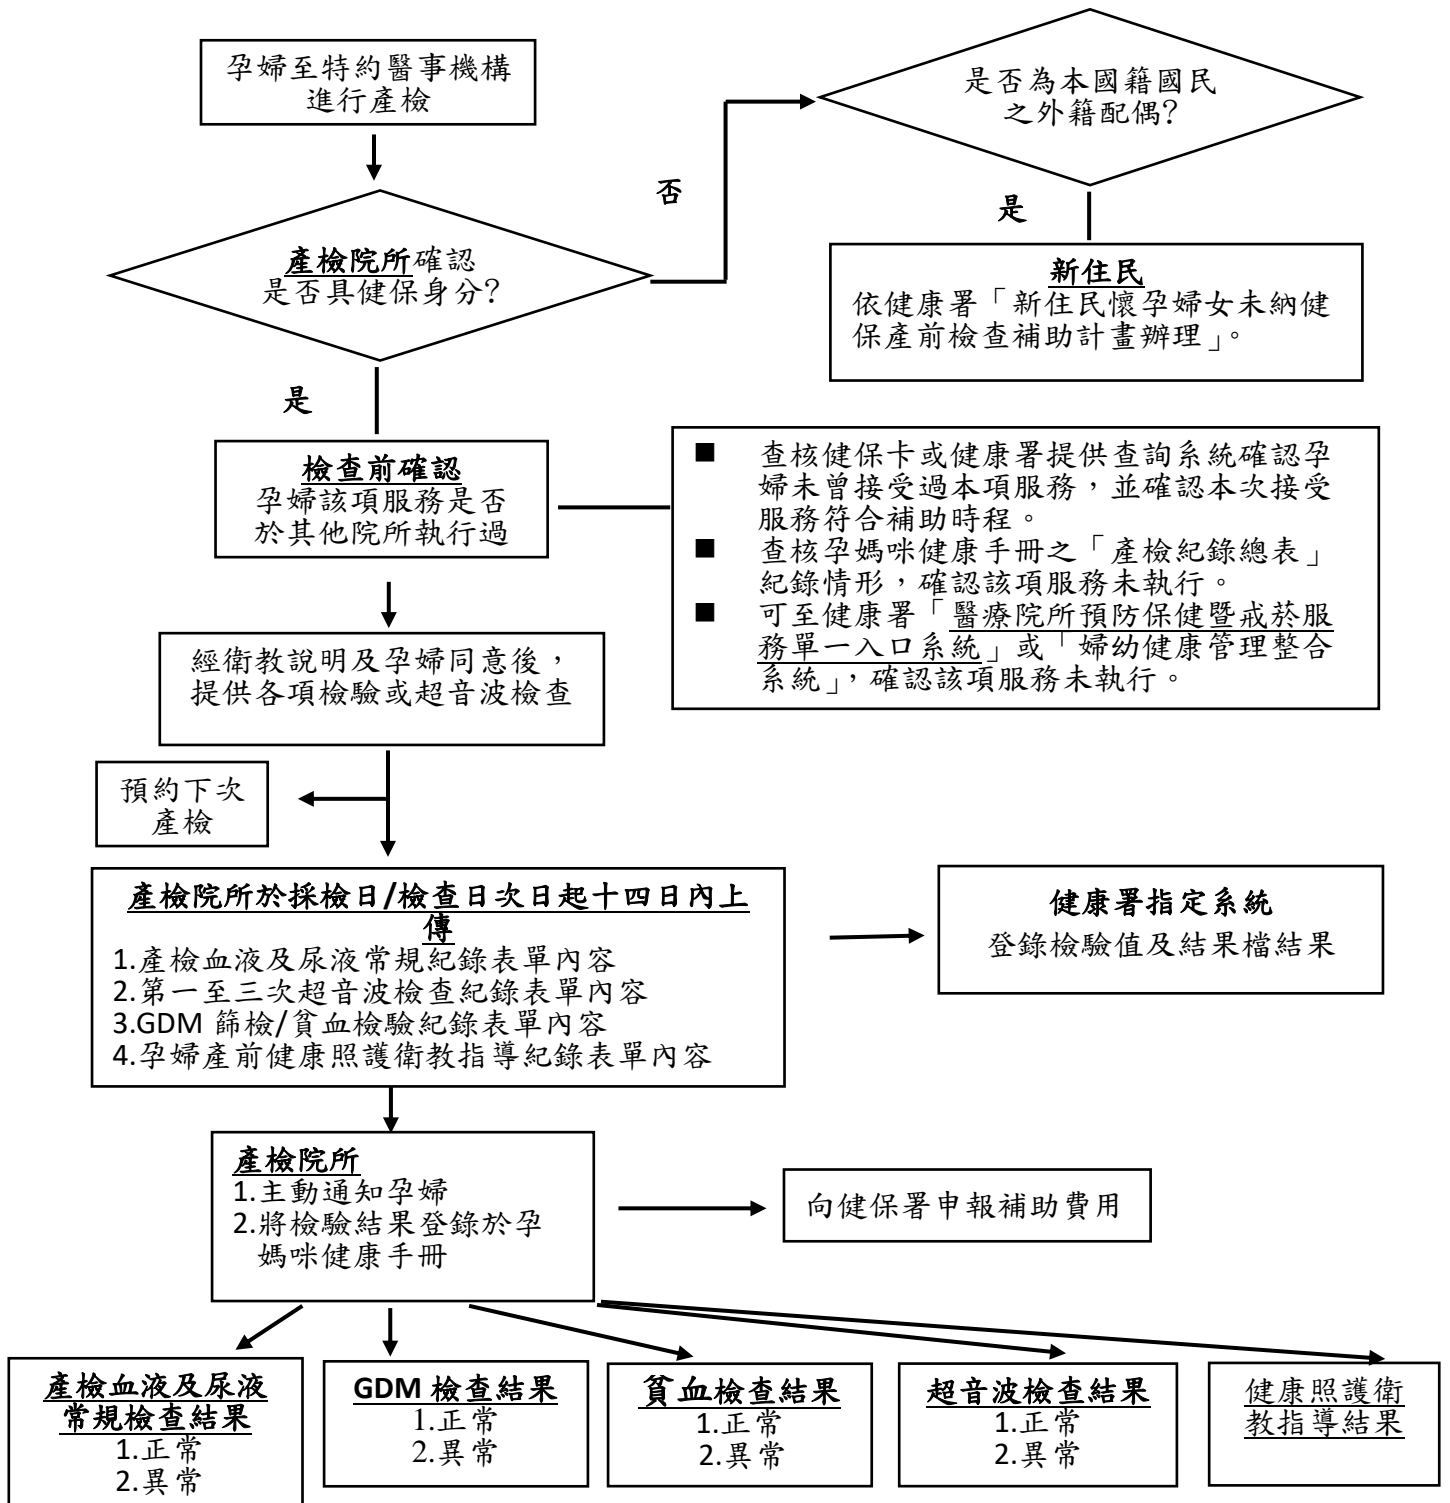 孕婦至特約醫事機構
進行產檢
是否為本國籍國民
之外籍配偶?
否
產檢院所確認
是否具健保身分?
是
新住民
依健康署「新住民懷孕婦女未納健
保產前檢查補助計畫辦理」。
是
檢查前確認
孕婦該項服務是否
於其他院所執行過
■ 查核健保卡或健康署提供查詢系統確認孕
婦未曾接受過本項服務，並確認本次接受
服務符合補助時程。
■ 查核孕媽咪健康手冊之「產檢紀錄總表」
紀錄情形，確認該項服務未執行。
■ 可至健康署「醫療院所預防保健暨戒菸服
務單一入口系統」或「婦幼健康管理整合
系統」，確認該項服務未執行。
經衛教說明及孕婦同意後，
提供各項檢驗或超音波檢查
預約下次
產檢
產檢院所於採檢日/檢查日次日起十四日內上
傳
1.產檢血液及尿液常規紀錄表單內容
2.第一至三次超音波檢查紀錄表單內容
3.GDM 篩檢/貧血檢驗紀錄表單內容
4.孕婦產前健康照護衛教指導紀錄表單內容
健康署指定系統
登錄檢驗值及結果檔結果
產檢院所
1.主動通知孕婦
2.將檢驗結果登錄於孕
媽咪健康手冊
向健保署申報補助費用
產檢血液及尿液
常規檢查結果
1.正常
2.異常
GDM 檢查結果
1.正常
2.異常
貧血檢查結果
1.正常
2.異常
超音波檢查結果
1.正常
2.異常
健康照護衛
教指導結果